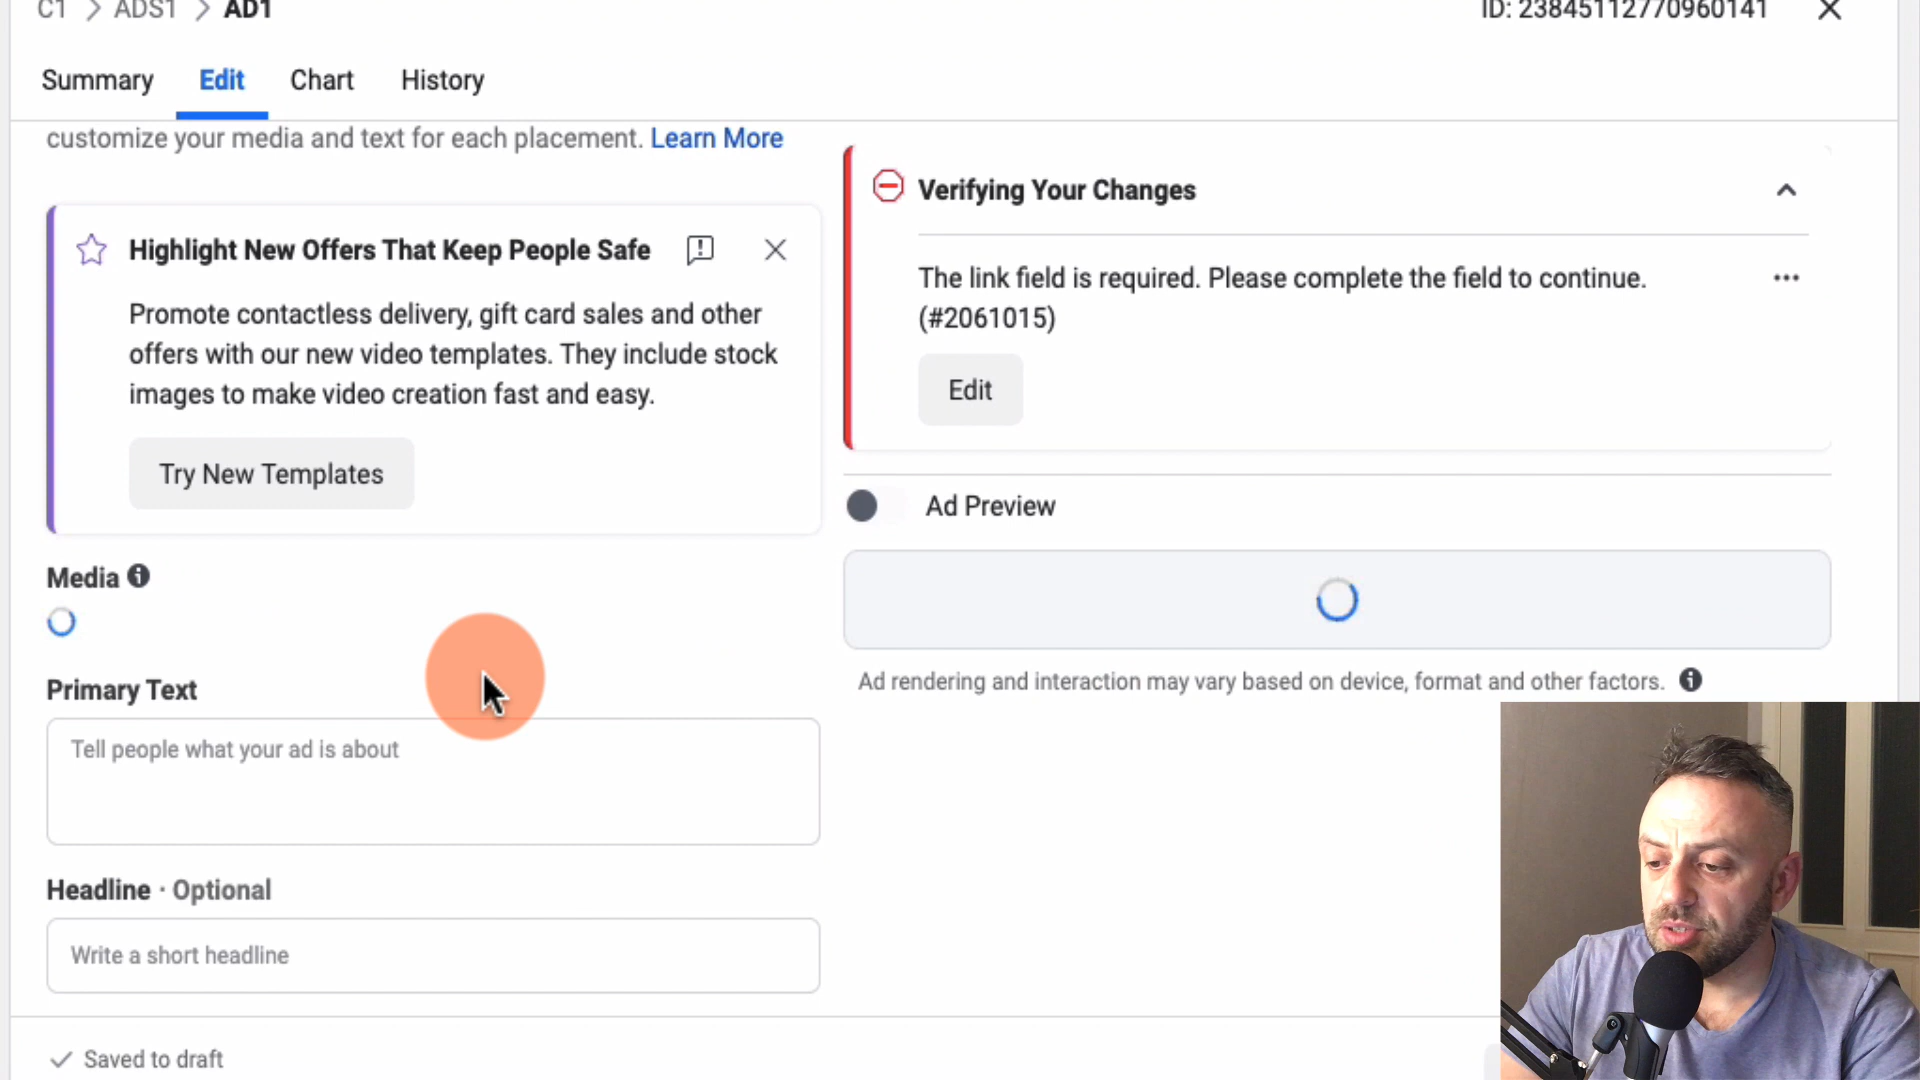 C1 > ADS1 > AD1
ID: 23845112770960141
Summary Edit Chart History
customize your media and text for each placement. Learn More
Highlight New Offers That Keep People Safe
Promote contactless delivery, gift card sales and other
offers with our new video templates. They include stock
images to make video creation fast and easy.
Try New Templates
Media
Primary Text
Tell people what your ad is about
Headline · Optional
Write a short headline
Saved to draft
Verifying Your Changes
The link field is required. Please complete the field to continue.
(#2061015)
Edit
Ad Preview
Ad rendering and interaction may vary based on device, format and other factors.